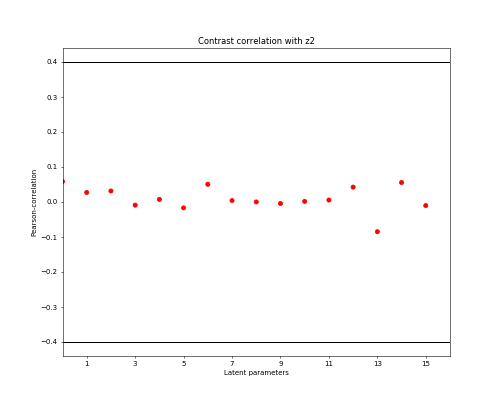 Contrast correlation with z2
0.4
0.3
0.2
0.1
0.0
−0.1
−0.2
−0.3
−0.4
Pearson-correlation
1 3 5 7 9 11 13 15
Latent parameters